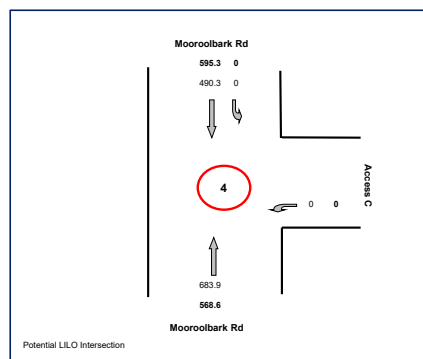 Mooroolbark Rd
595.3 0
490.3 0
4
Access C
0 0
683.9
568.6
Mooroolbark Rd
Potential LILO Intersection